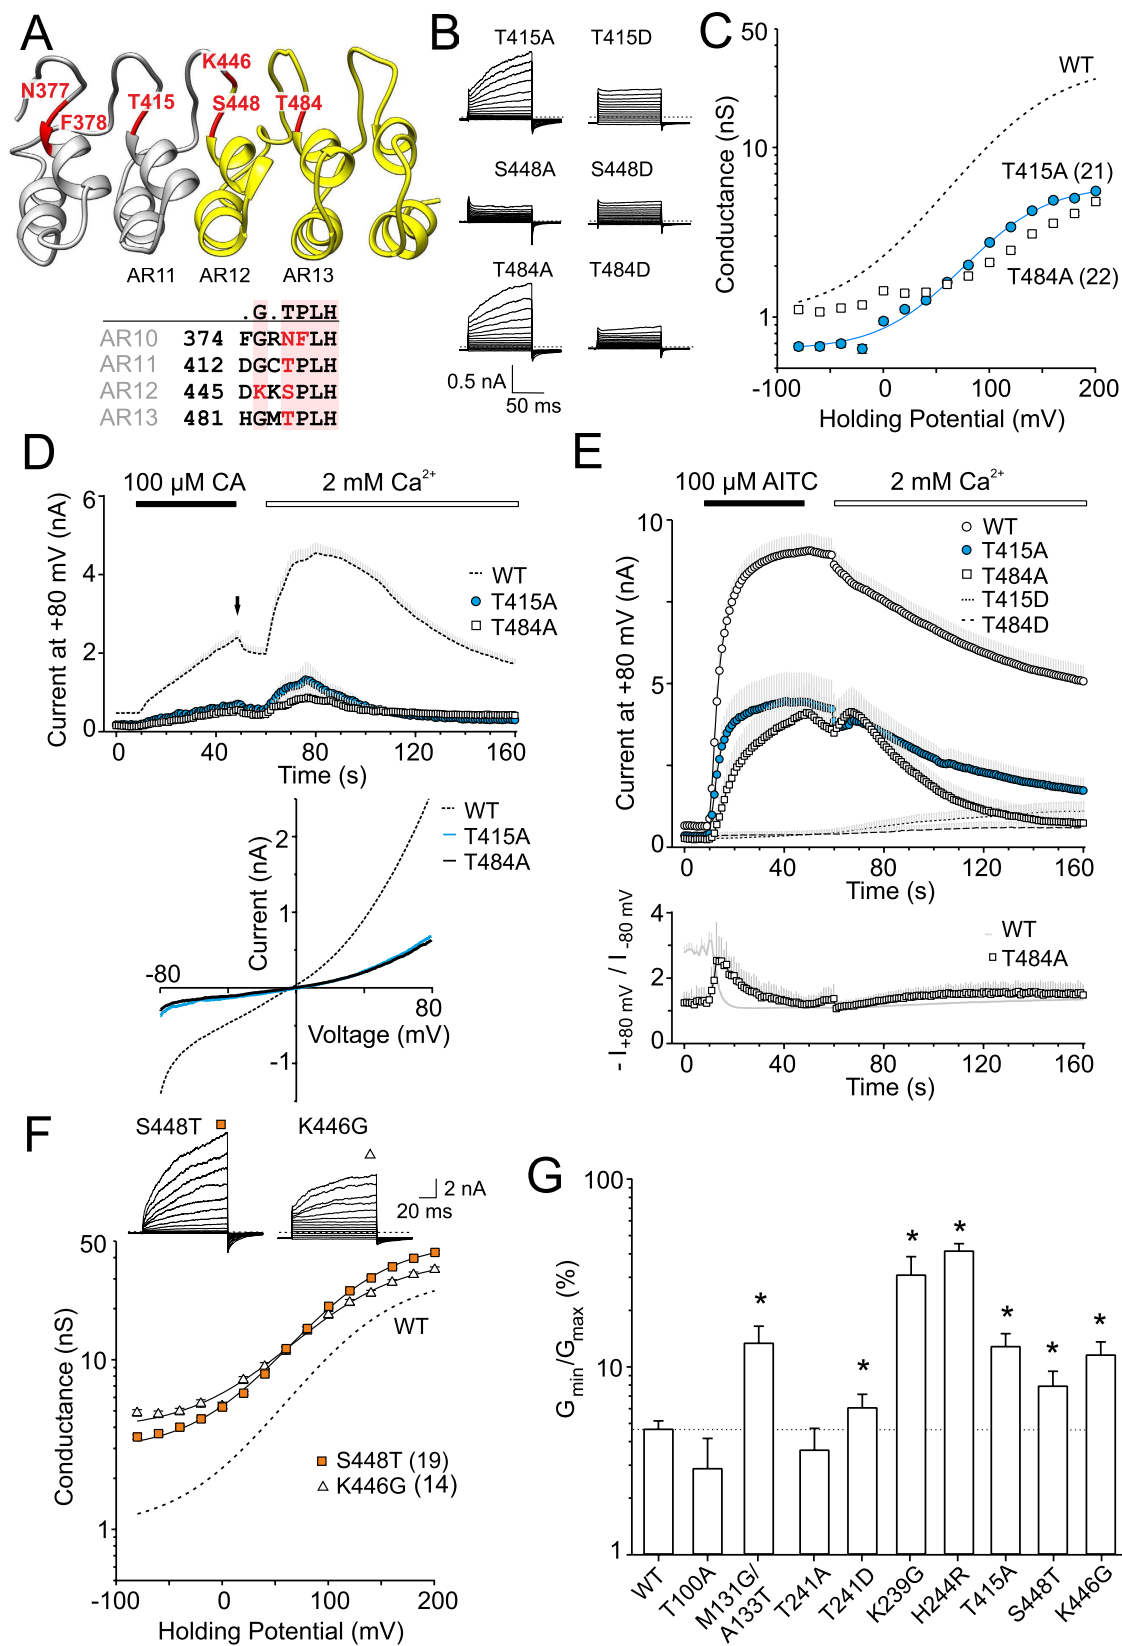 A
K446
N377
T415
S448
T484
F378
AR11
AR12
AR13
.G.TPLH
AR10 374 FGRNFLH
AR11 412 DGCTPLH
AR12 445 DKKSPLH
AR13 481 HGMTPLH
B
T415A
T415D
S448A
S448D
T484A
T484D
0.5 nA
50 ms
C
50
10
1
Conductance (nS)
WT
T415A (21)
T484A (22)
-100
0
100
200
Holding Potential (mV)
D
100 µM CA
2 mM Ca²⁺
6
4
2
0
Current at +80 mV (nA)
WT
T415A
T484A
0
40
80
120
160
Time (s)
WT
T415A
T484A
2
1
-1
Current (nA)
-80
80
Voltage (mV)
E
100 µM AITC
2 mM Ca²⁺
10
5
0
Current at +80 mV (nA)
WT
T415A
T484A
T415D
T484D
0
40
80
120
160
Time (s)
4
2
0
-I+80 mV / I-80 mV
WT
T484A
0
40
80
120
160
Time (s)
F
S448T
K446G
2 nA
20 ms
50
10
1
Conductance (nS)
WT
S448T (19)
K446G (14)
-100
0
100
200
Holding Potential (mV)
G
100
10
1
Gmin/Gmax (%)
*
*
*
*
*
*
*
WT
T100A
M131G/
A133T
T241A
T241D
K239G
H244R
T415A
S448T
K446G